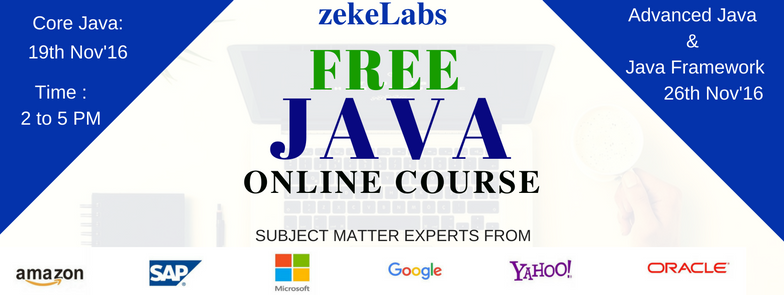 Core Java:
19th Nov'16
Time :
2 to 5 PM
zekeLabs
FREE
JAVA
ONLINE COURSE
Advanced Java
&
Java Framework
26th Nov'16
SUBJECT MATTER EXPERTS FROM
amazon
SAP
Microsoft
Google
YAHOO!
ORACLE